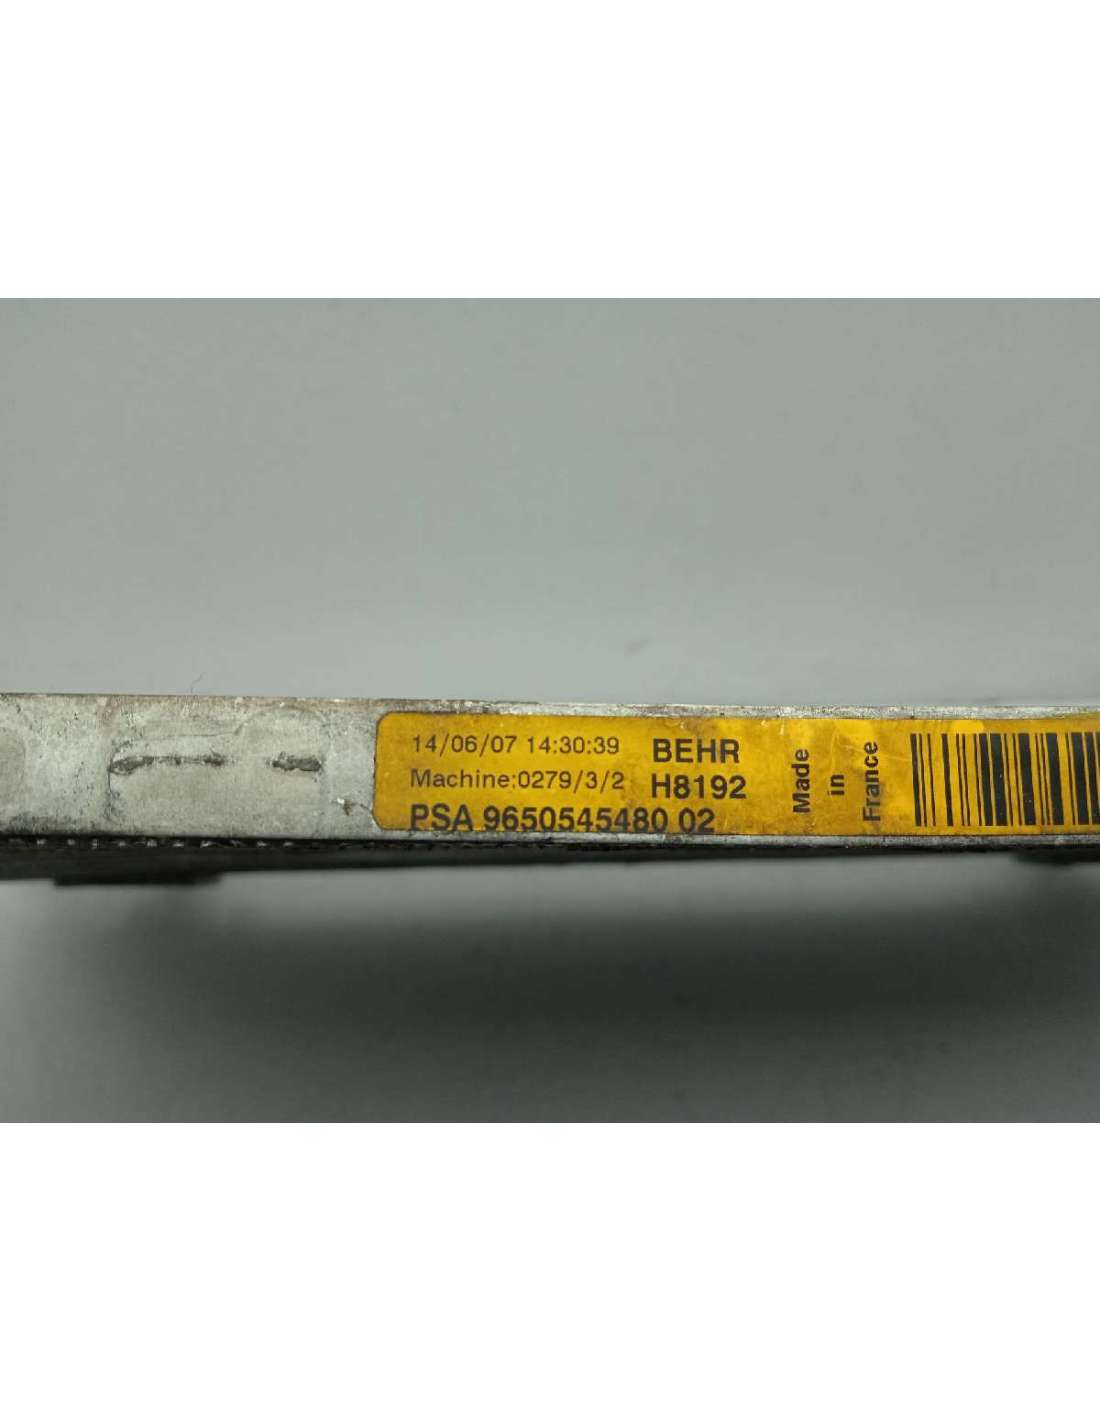 14/06/07 14:30:39 BEHR
Machine:0279/3/2 H8192
PSA 9650545480 02
Made
in
France